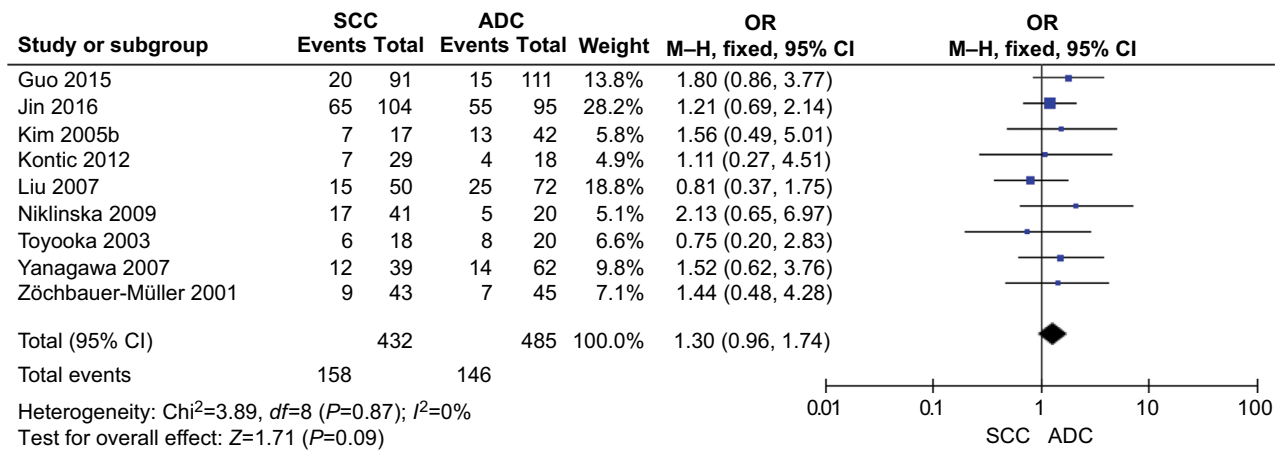 SCC ADC OR OR
Study or subgroup Events Total Events Total Weight M–H, fixed, 95% CI M–H, fixed, 95% CI
Guo 2015 20 91 15 111 13.8% 1.80 (0.86, 3.77)
Jin 2016 65 104 55 95 28.2% 1.21 (0.69, 2.14)
Kim 2005b 7 17 13 42 5.8% 1.56 (0.49, 5.01)
Kontic 2012 7 29 4 18 4.9% 1.11 (0.27, 4.51)
Liu 2007 15 50 25 72 18.8% 0.81 (0.37, 1.75)
Niklinska 2009 17 41 5 20 5.1% 2.13 (0.65, 6.97)
Toyooka 2003 6 18 8 20 6.6% 0.75 (0.20, 2.83)
Yanagawa 2007 12 39 14 62 9.8% 1.52 (0.62, 3.76)
Zöchbauer-Müller 2001 9 43 7 45 7.1% 1.44 (0.48, 4.28)
Total (95% CI) 432 485 100.0% 1.30 (0.96, 1.74)
Total events 158 146
Heterogeneity: Chi²=3.89, df=8 (P=0.87); I²=0%
Test for overall effect: Z=1.71 (P=0.09)
0.01 0.1 1 10 100
SCC ADC